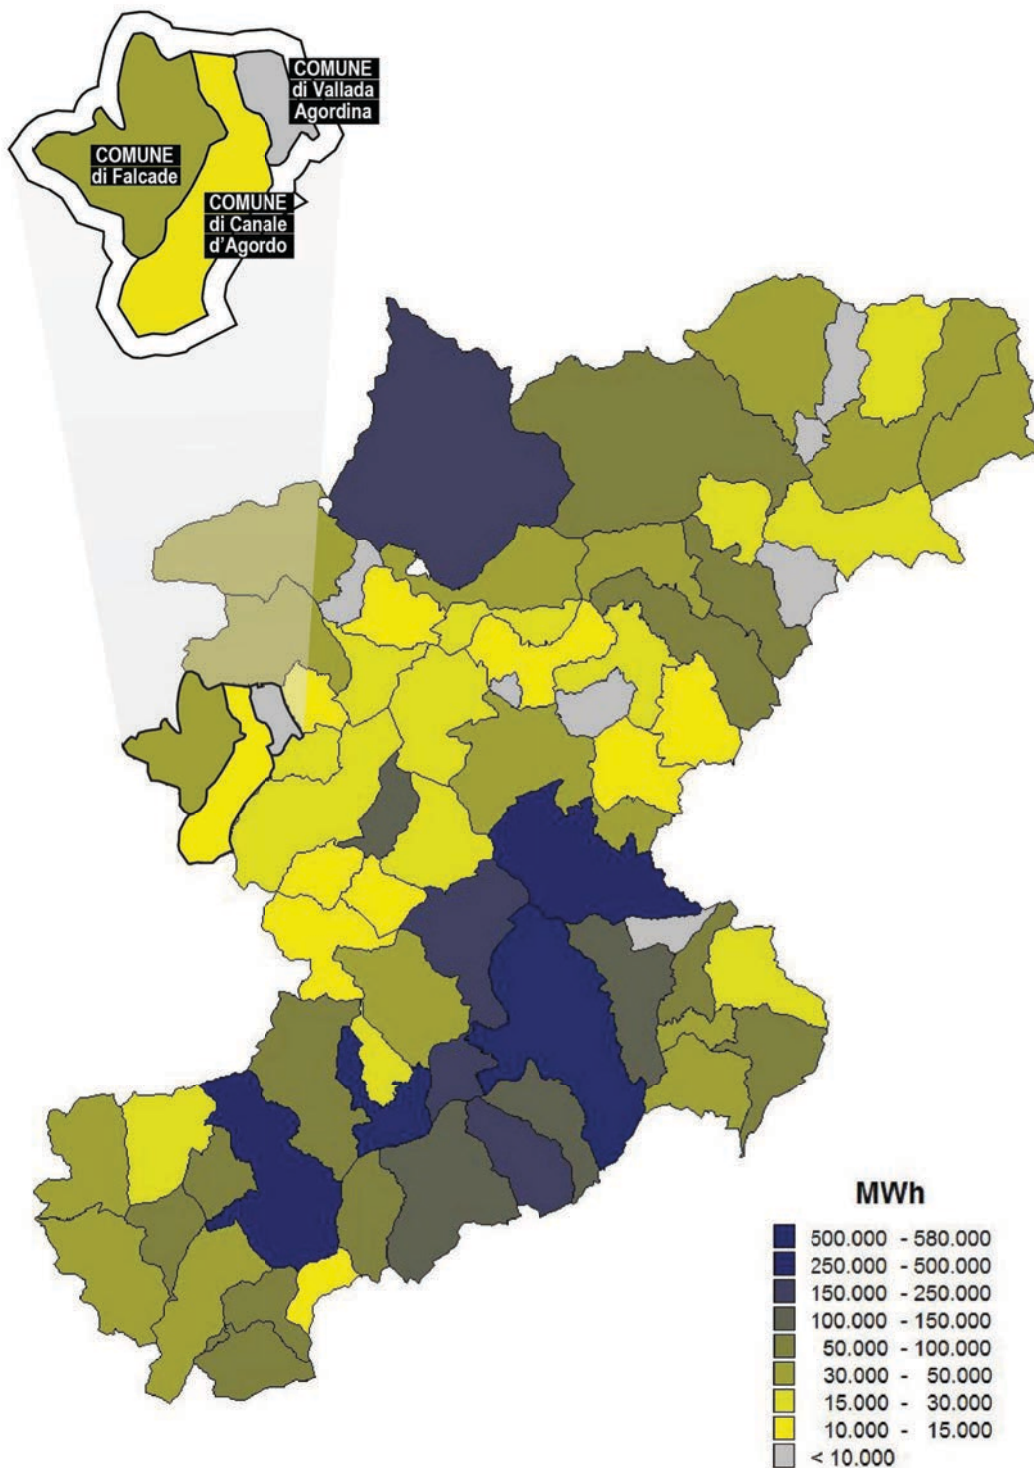 COMUNE
di Vallada
Agordina
COMUNE
di Falcade
COMUNE
di Canale
d'Agordo
MWh
500.000 - 580.000
250.000 - 500.000
150.000 - 250.000
100.000 - 150.000
50.000 - 100.000
30.000 - 50.000
15.000 - 30.000
10.000 - 15.000
< 10.000